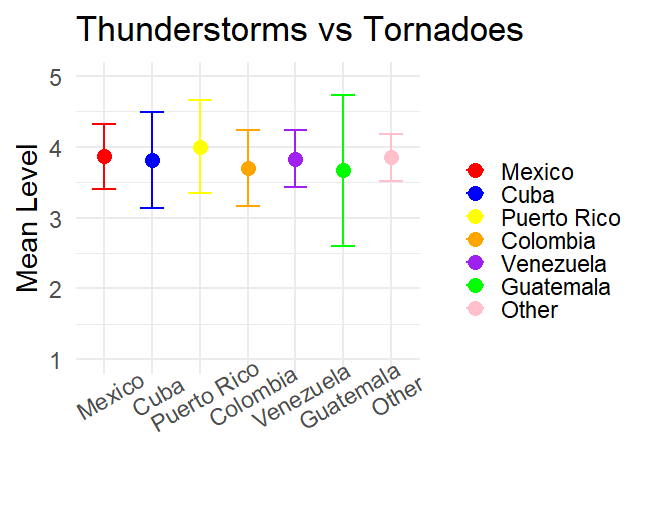 Thunderstorms vs Tornadoes
Mean Level
5
4
3
2
1
Mexico
Cuba
Puerto Rico
Colombia
Venezuela
Guatemala
Other
Mexico
Cuba
Puerto Rico
Colombia
Venezuela
Guatemala
Other